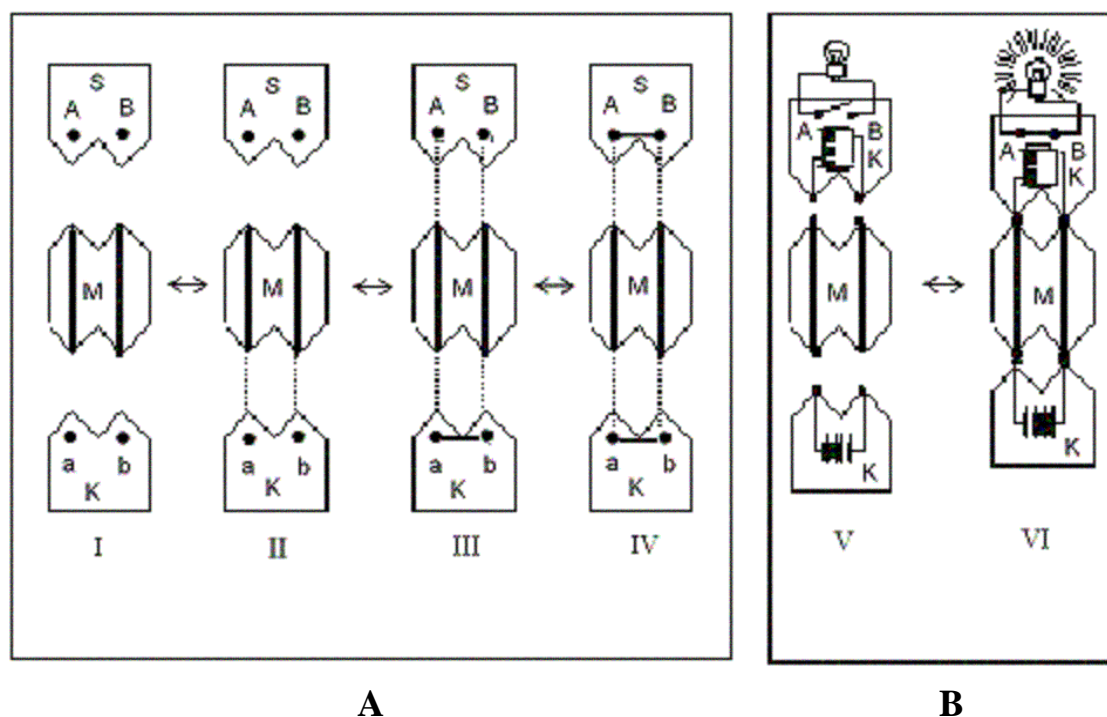 S S S S
A B A B A B A B
A B A B
K K
M M M M M M
a b a b a b a b
K K K K K K
I II III IV V VI
A B